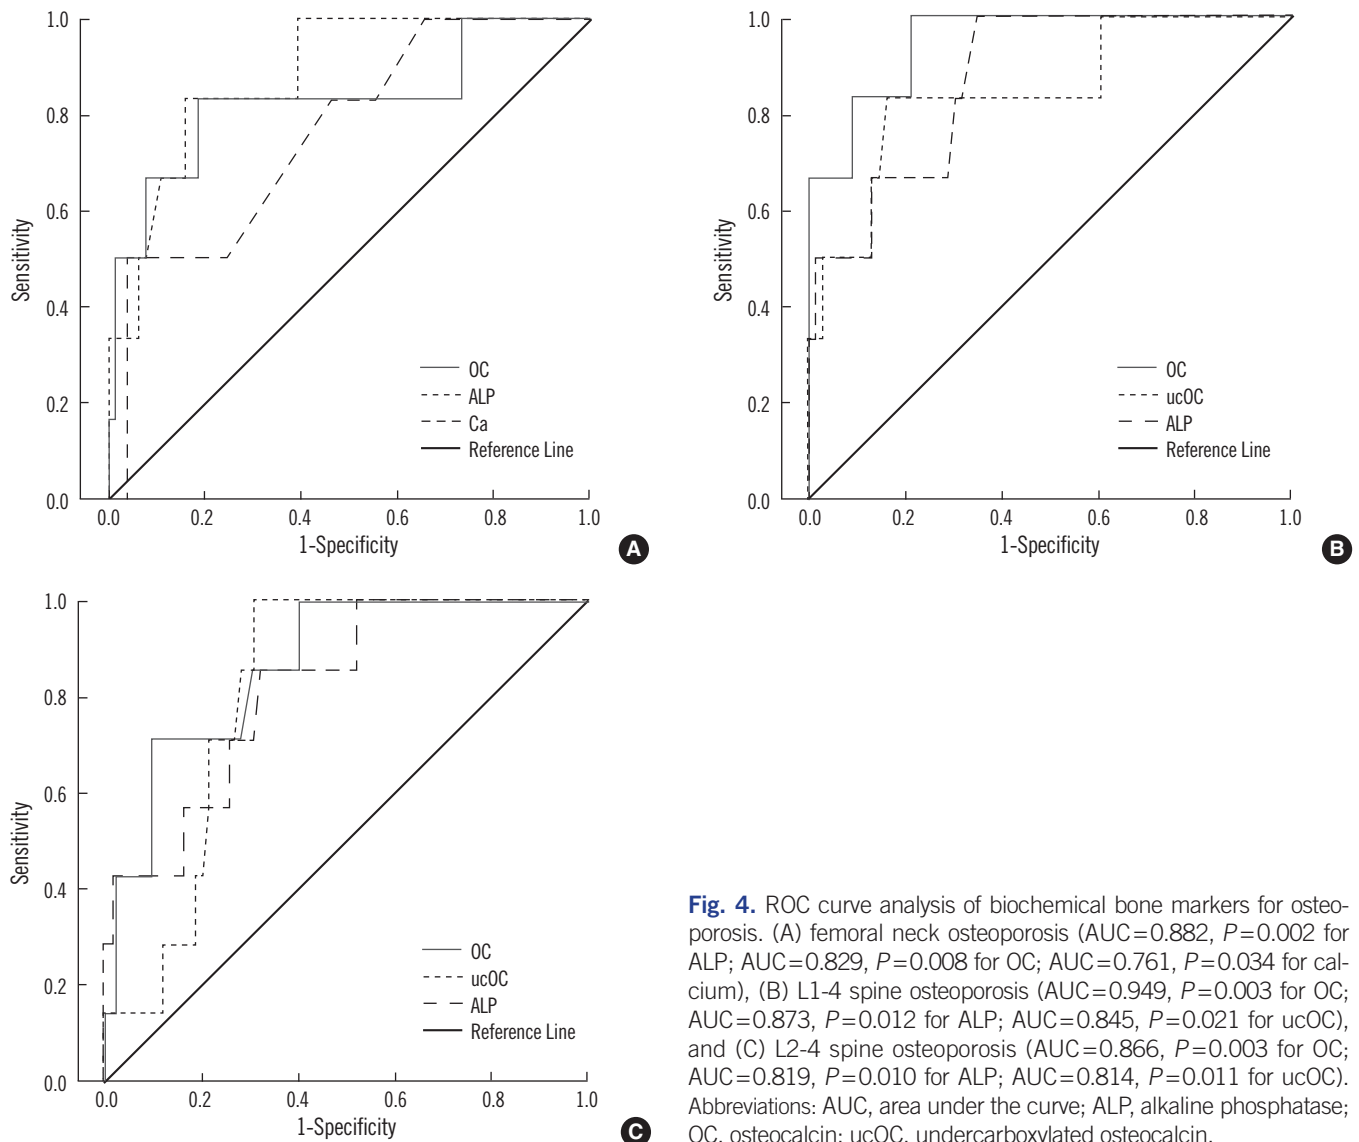 1.0
0.8
0.6
0.4
0.2
0.0
Sensitivity
OC
ALP
Ca
Reference Line
0.0 0.2 0.4 0.6 0.8 1.0
1-Specificity
A
1.0
0.8
0.6
0.4
0.2
0.0
Sensitivity
OC
ucOC
ALP
Reference Line
0.0 0.2 0.4 0.6 0.8 1.0
1-Specificity
B
1.0
0.8
0.6
0.4
0.2
0.0
Sensitivity
OC
ucOC
ALP
Reference Line
0.0 0.2 0.4 0.6 0.8 1.0
1-Specificity
C
Fig. 4. ROC curve analysis of biochemical bone markers for osteo-
porosis. (A) femoral neck osteoporosis (AUC=0.882, P=0.002 for
ALP; AUC=0.829, P=0.008 for OC; AUC=0.761, P=0.034 for cal-
cium), (B) L1-4 spine osteoporosis (AUC=0.949, P=0.003 for OC;
AUC=0.873, P=0.012 for ALP; AUC=0.845, P=0.021 for ucOC),
and (C) L2-4 spine osteoporosis (AUC=0.866, P=0.003 for OC;
AUC=0.819, P=0.010 for ALP; AUC=0.814, P=0.011 for ucOC).
Abbreviations: AUC, area under the curve; ALP, alkaline phosphatase;
OC, osteocalcin; ucOC, undercarboxylated osteocalcin.